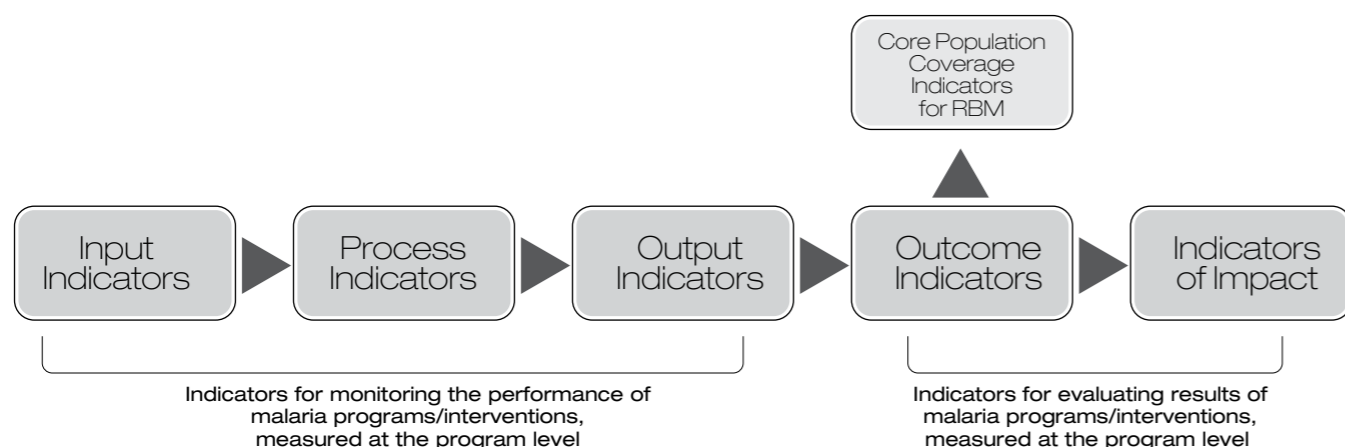 Core Population
Coverage
Indicators
for RBM
Input
Indicators
Process
Indicators
Output
Indicators
Outcome
Indicators
Indicators
of Impact
Indicators for monitoring the performance of
malaria programs/interventions,
measured at the program level
Indicators for evaluating results of
malaria programs/interventions,
measured at the program level